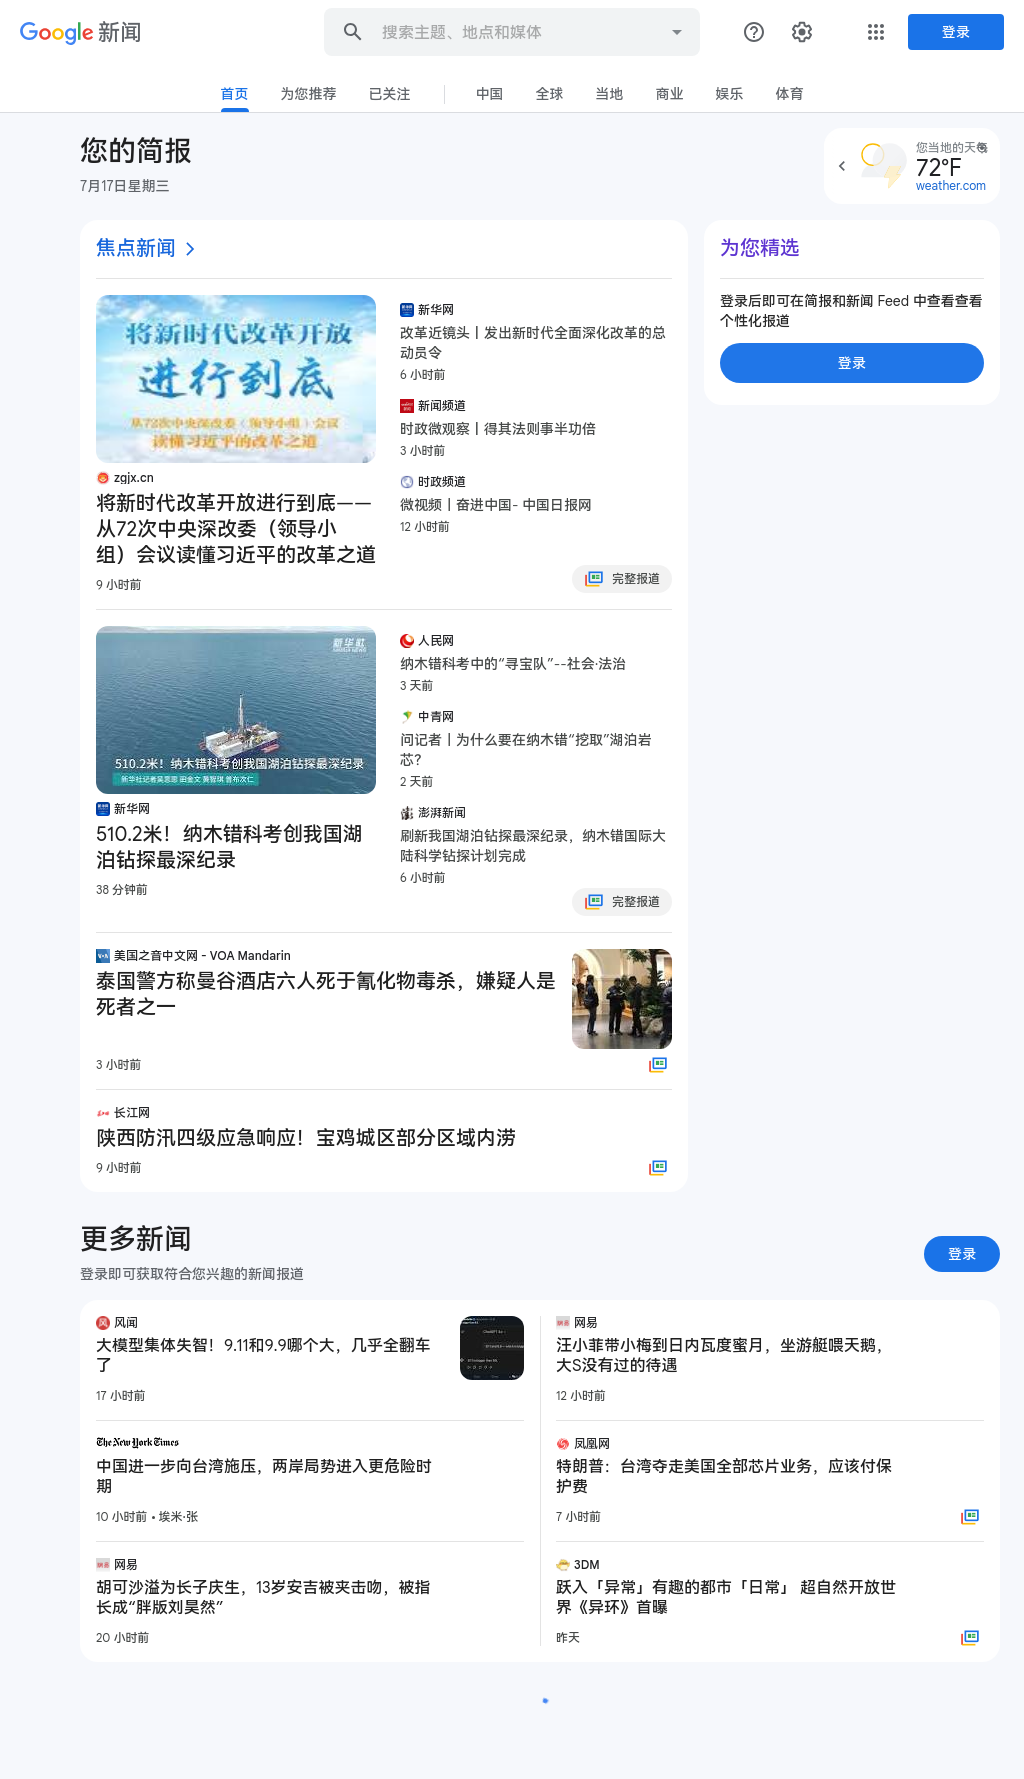 Google 新闻
搜索主题、地点和媒体
登录
首页
为您推荐
已关注
中国
全球
当地
商业
娱乐
体育
您的简报
7月17日星期三
您当地的天气
72°F
weather.com
焦点新闻
将新时代改革开放
进行到底
从72次中央深改委（领导小组）会议
读懂习近平的改革之道
zgjx.cn
将新时代改革开放进行到底——
从72次中央深改委（领导小
组）会议读懂习近平的改革之道
9 小时前
新华网
改革近镜头丨发出新时代全面深化改革的总
动员令
6 小时前
新闻频道
时政微观察丨得其法则事半功倍
3 小时前
时政频道
微视频丨奋进中国- 中国日报网
12 小时前
完整报道
为您精选
登录后即可在简报和新闻 Feed 中查看查看
个性化报道
登录
新华社
510.2米！纳木错科考创我国湖泊钻探最深纪录
新华网
510.2米！纳木错科考创我国湖
泊钻探最深纪录
38 分钟前
人民网
纳木错科考中的“寻宝队”--社会·法治
3 天前
中青网
问记者丨为什么要在纳木错“挖取”湖泊岩
芯？
2 天前
澎湃新闻
刷新我国湖泊钻探最深纪录，纳木错国际大
陆科学钻探计划完成
6 小时前
完整报道
美国之音中文网 - VOA Mandarin
泰国警方称曼谷酒店六人死于氰化物毒杀，嫌疑人是
死者之一
3 小时前
长江网
陕西防汛四级应急响应！宝鸡城区部分区域内涝
9 小时前
更多新闻
登录即可获取符合您兴趣的新闻报道
登录
风闻
大模型集体失智！9.11和9.9哪个大，几乎全翻车
了
17 小时前
The New York Times
中国进一步向台湾施压，两岸局势进入更危险时
期
10 小时前 • 埃米·张
网易
胡可沙溢为长子庆生，13岁安吉被夹击吻，被指
长成“胖版刘昊然”
20 小时前
网易
汪小菲带小梅到日内瓦度蜜月，坐游艇喂天鹅，
大S没有过的待遇
12 小时前
凤凰网
特朗普：台湾夺走美国全部芯片业务，应该付保
护费
7 小时前
3DM
跃入「异常」有趣的都市「日常」 超自然开放世
界《异环》首曝
昨天